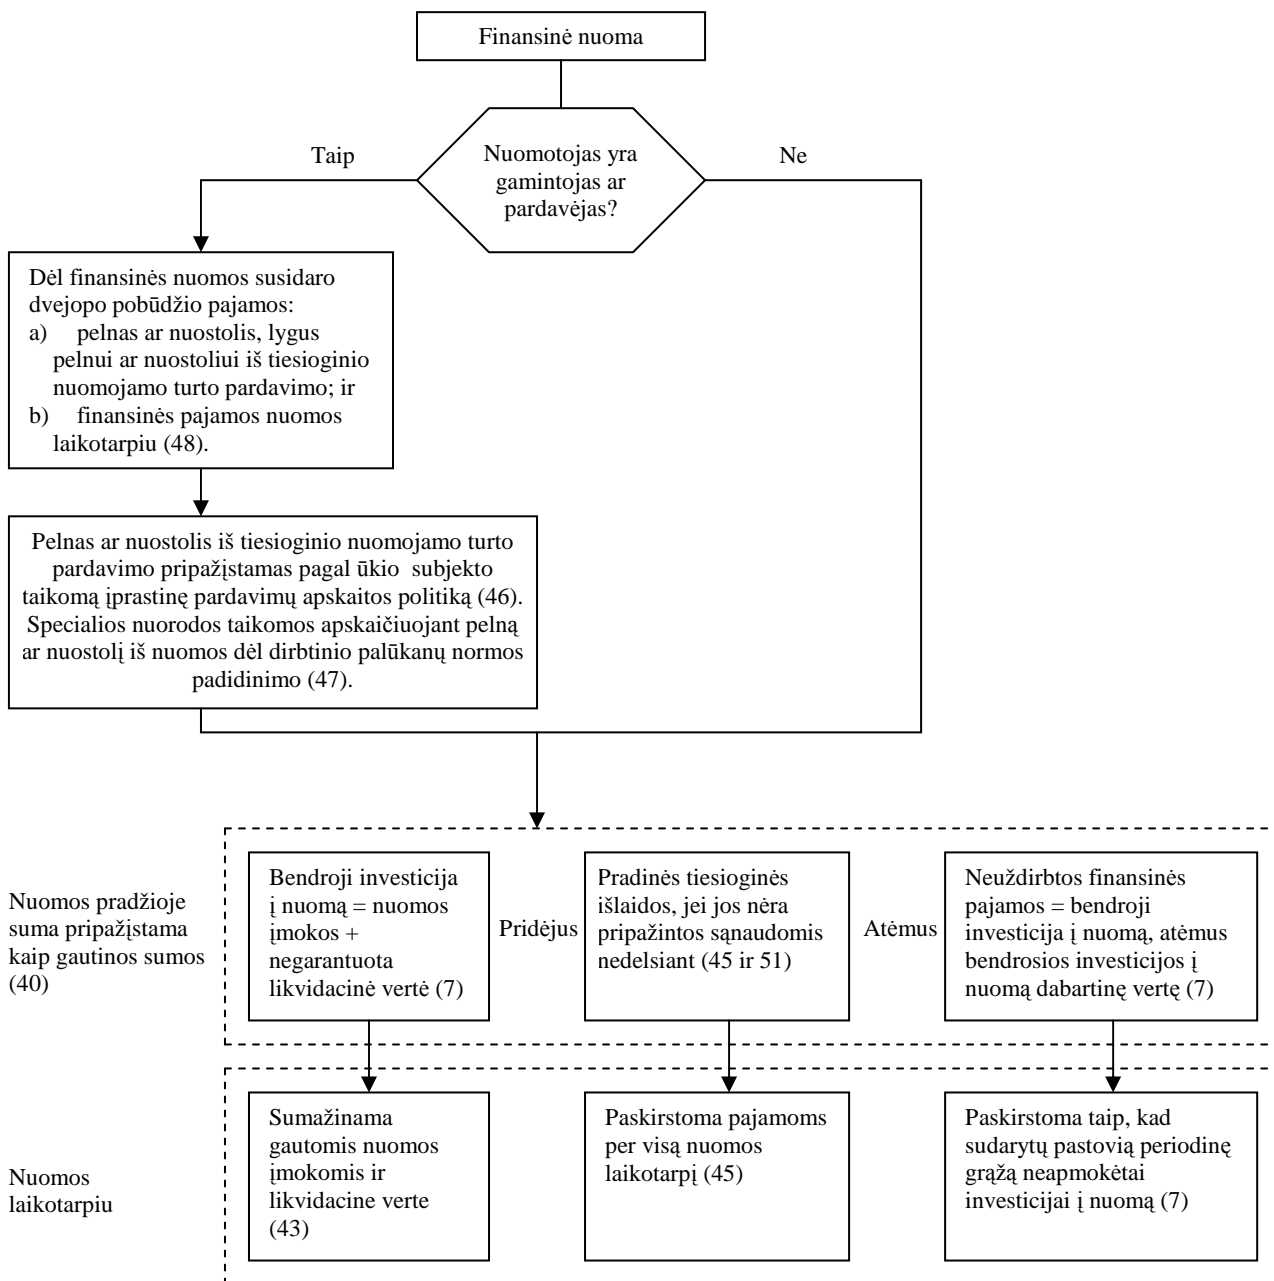 Finansinė nuoma
Nuomotojas yra
gamintojas ar
pardavėjas?
Taip
Ne
Dėl finansinės nuomos susidaro
dvejopo pobūdžio pajamos:
a) pelnas ar nuostolis, lygus
pelnui ar nuostoliui iš tiesioginio
nuomojamo turto pardavimo; ir
b) finansinės pajamos nuomos
laikotarpiu (48).
Pelnas ar nuostolis iš tiesioginio nuomojamo turto
pardavimo pripažįstamas pagal ūkio subjekto
taikomą įprastinę pardavimų apskaitos politiką (46).
Specialios nuorodos taikomos apskaičiuojant pelną
ar nuostolį iš nuomos dėl dirbtinio palūkanų normos
padidinimo (47).
Nuomos pradžioje
suma pripažįstama
kaip gautinos sumos
(40)
Bendroji investicija
į nuomą = nuomos
įmokos +
negarantuota
likvidacinė vertė (7)
Pridėjus
Pradinės tiesioginės
išlaidos, jei jos nėra
pripažintos sąnaudomis
nedelsiant (45 ir 51)
Atėmus
Neuždirbtos finansinės
pajamos = bendroji
investicija į nuomą, atėmus
bendrosios investicijos į
nuomą dabartinę vertę (7)
Nuomos
laikotarpiu
Sumažinama
gautomis nuomos
įmokomis ir
likvidacine verte
(43)
Paskirstoma pajamoms
per visą nuomos
laikotarpį (45)
Paskirstoma taip, kad
sudarytų pastovią periodinę
grąžą neapmokėtai
investicijai į nuomą (7)